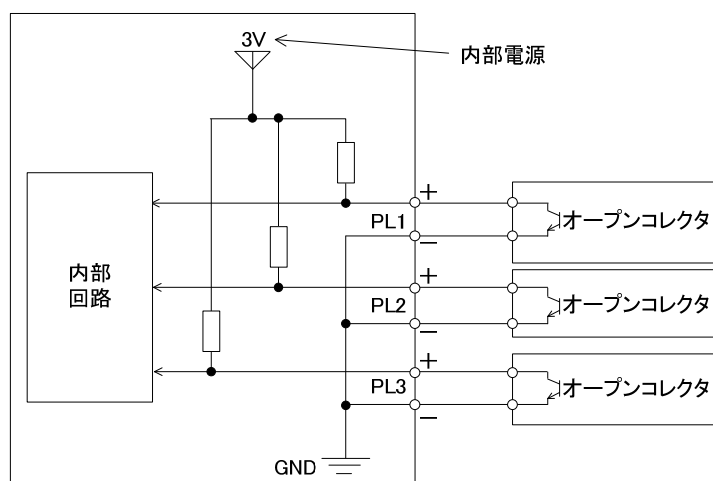 3V
内部電源
+
PL1
−
オープンコレクタ
内部
回路
+
PL2
−
オープンコレクタ
+
PL3
−
オープンコレクタ
GND